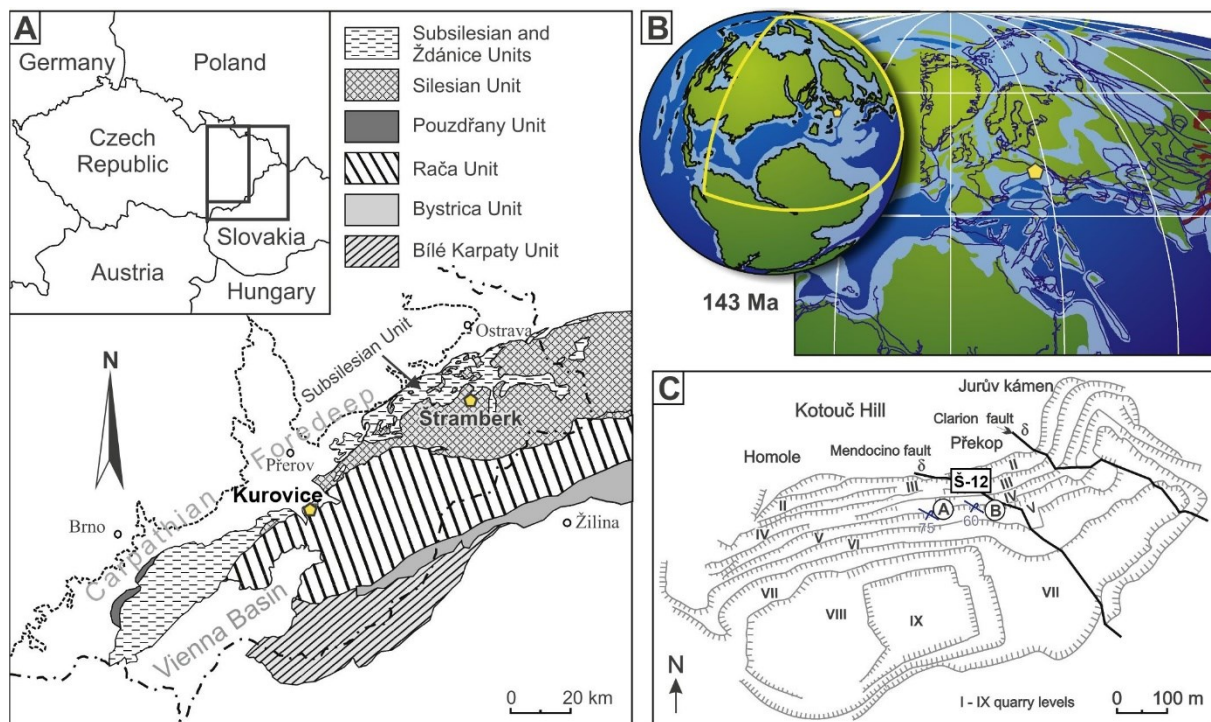 A
Germany
Poland
Czech
Republic
Slovakia
Austria
Hungary
Subsilesian and
Ždánice Units
Silesian Unit
Pouzdřany Unit
Rača Unit
Bystrica Unit
Bílé Karpaty Unit
N
Ostrava
Subsilesian Unit
Štramberk
Carpathian Foredeep
Přerov
Kurovice
Brno
Žilina
Vienna Basin
0 20 km
B
143 Ma
C
Jurův kámen
Kotouč Hill
Clarion fault
δ
Mendocino fault
Překop
Homole
δ
Š-12
II
III
III
II
IV
A
B
V
75
60
IV
V
VI
VII
VIII
IX
VII
N
I - IX quarry levels
0 100 m